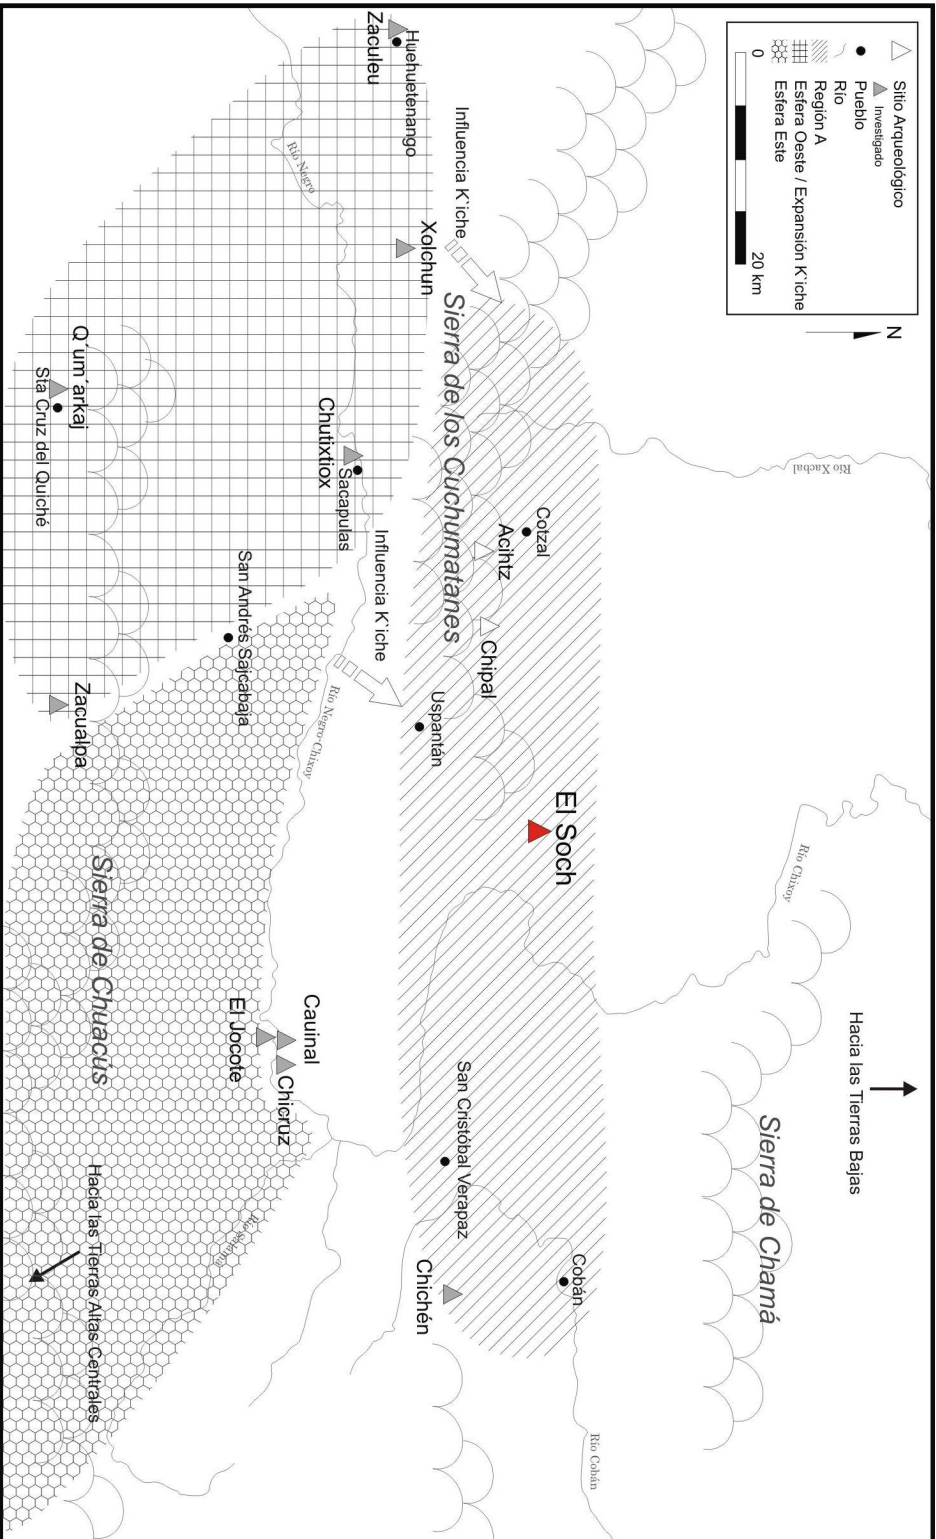 Sitio Arqueológico
Investigado
Pueblo
Río
Región A
Esfera Oeste / Expansión K`iche
Esfera Este
0
20 km
N
Hacia las Tierras Bajas
Sierra de Chamá
Río Xacbal
Río Chixoy
Río Cobán
El Soch
Cobán
Cotzal
Acihtz
Chipal
Influencia K`iche
Sierra de los Cuchumatanes
San Cristóbal Verapaz
Uspantán
Chichén
Huehuetenango
Zaculeu
Xolchun
Influencia K`iche
Río Negro
Sacapulas
Chutixtiox
Río Negro-Chixoy
Cauinal
Chicruz
El Jocote
San Andrés Sajcabaja
Río Salamá
Q´um´arkaj
Sta Cruz del Quiché
Zacualpa
Sierra de Chuacús
Hacia las Tierras Altas Centrales